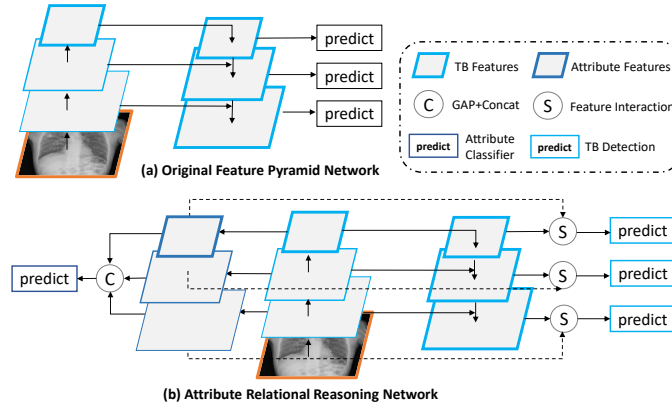 predict
predict
predict
(a) Original Feature Pyramid Network
TB Features
Attribute Features
C
GAP+Concat
S
Feature Interaction
predict
Attribute
Classifier
predict
TB Detection
predict
C
S
predict
S
predict
S
predict
(b) Attribute Relational Reasoning Network